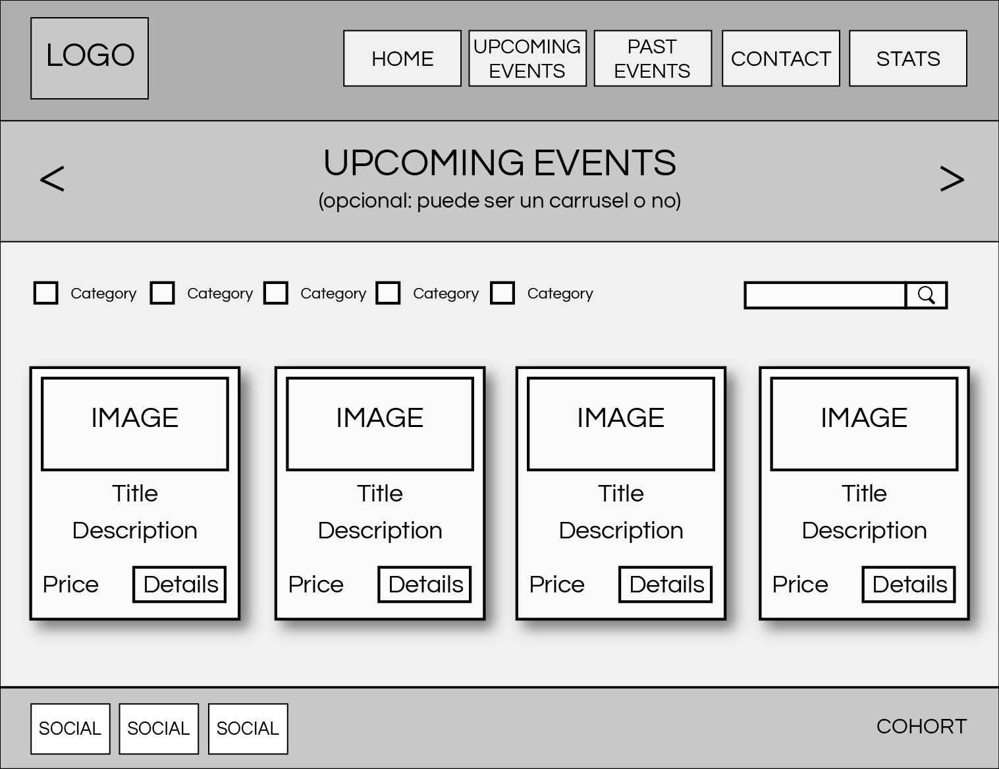 LOGO
HOME
UPCOMING
EVENTS
PAST
EVENTS
CONTACT
STATS
<
UPCOMING EVENTS
(opcional: puede ser un carrusel o no)
>
Category
Category
Category
Category
Category
IMAGE
Title
Description
Price
Details
IMAGE
Title
Description
Price
Details
IMAGE
Title
Description
Price
Details
IMAGE
Title
Description
Price
Details
SOCIAL
SOCIAL
SOCIAL
COHORT